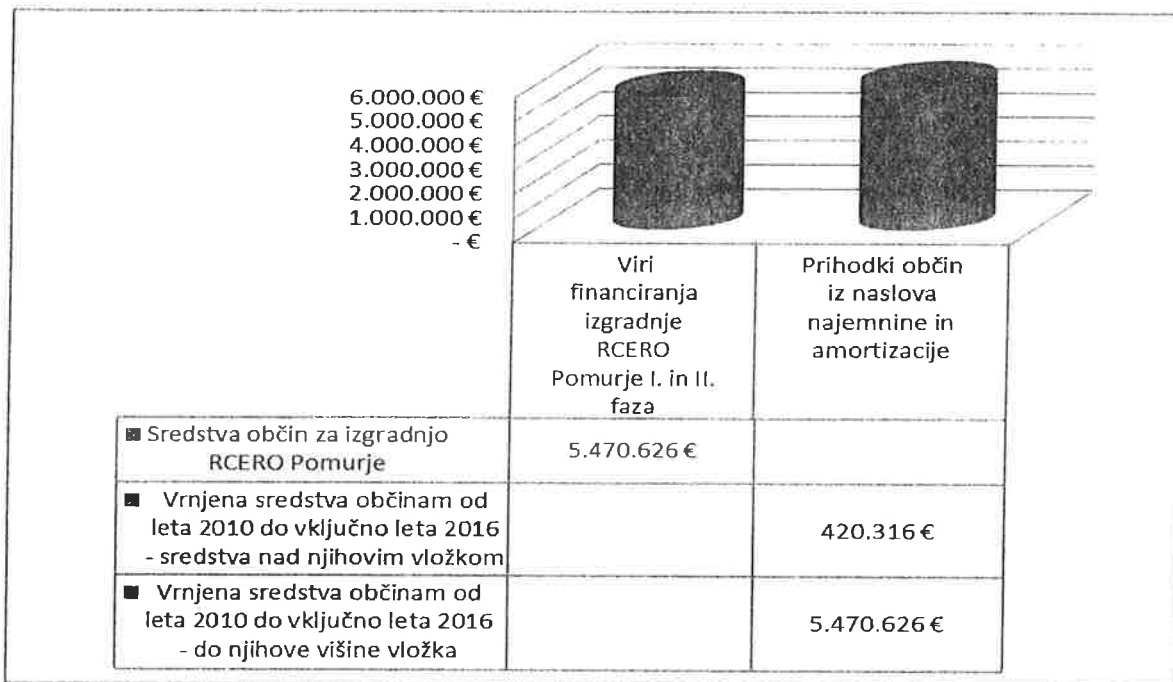 6.000.000 €
5.000.000 €
4.000.000 €
3.000.000 €
2.000.000 €
1.000.000 €
- €
Viri
financiranja
izgradnje
RCERO
Pomurje I. in II.
faza
Prihodki občin
iz naslova
najemnine in
amortizacije
Sredstva občin za izgradnjo
RCERO Pomurje
5.470.626 €
Vrnjena sredstva občinam od
leta 2010 do vključno leta 2016
- sredstva nad njihovim vložkom
420.316 €
Vrnjena sredstva občinam od
leta 2010 do vključno leta 2016
- do njihove višine vložka
5.470.626 €